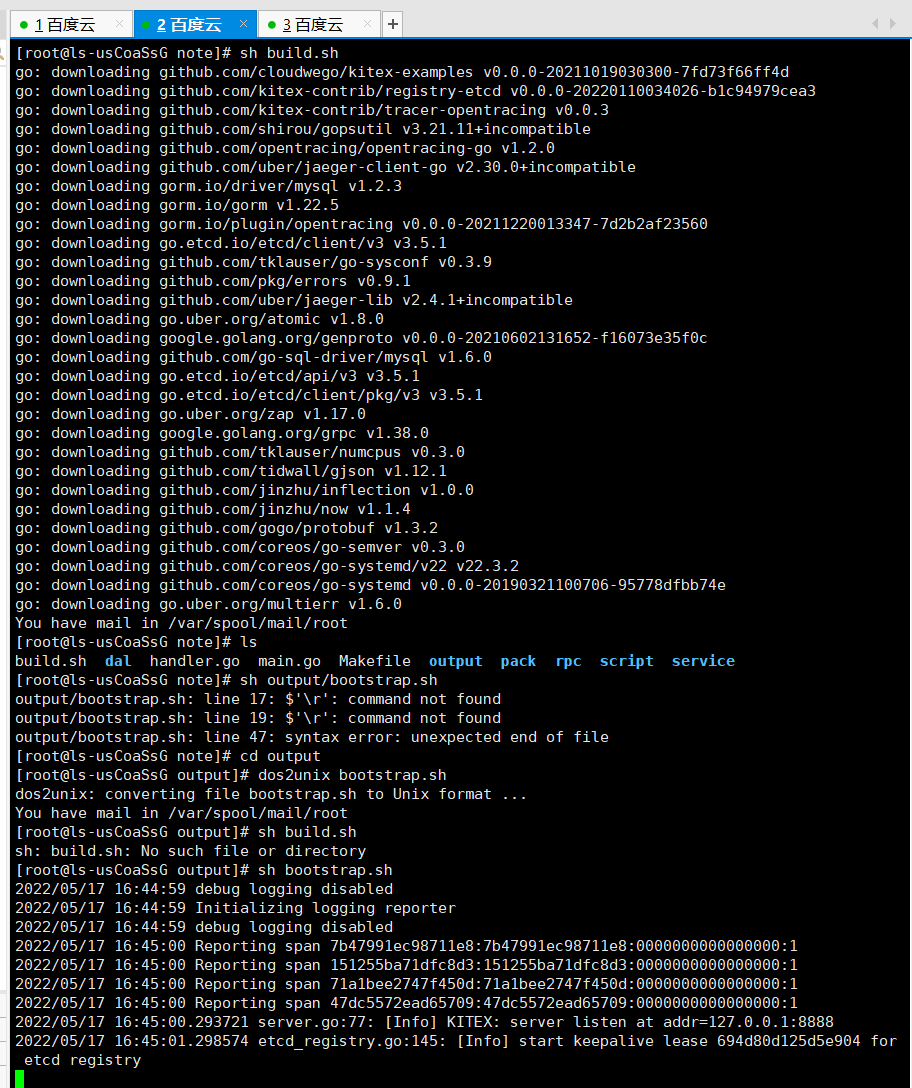 1 百度云 × 2 百度云 × 3 百度云 × +
[root@ls-usCoaSsG note]# sh build.sh
go: downloading github.com/cloudwego/kitex-examples v0.0.0-20211019030300-7fd73f66ff4d
go: downloading github.com/kitex-contrib/registry-etcd v0.0.0-20220110034026-b1c94979cea3
go: downloading github.com/kitex-contrib/tracer-opentracing v0.0.3
go: downloading github.com/shirou/gopsutil v3.21.11+incompatible
go: downloading github.com/opentracing/opentracing-go v1.2.0
go: downloading github.com/uber/jaeger-client-go v2.30.0+incompatible
go: downloading gorm.io/driver/mysql v1.2.3
go: downloading gorm.io/gorm v1.22.5
go: downloading gorm.io/plugin/opentracing v0.0.0-20211220013347-7d2b2af23560
go: downloading go.etcd.io/etcd/client/v3 v3.5.1
go: downloading github.com/tklauser/go-sysconf v0.3.9
go: downloading github.com/pkg/errors v0.9.1
go: downloading github.com/uber/jaeger-lib v2.4.1+incompatible
go: downloading go.uber.org/atomic v1.8.0
go: downloading google.golang.org/genproto v0.0.0-20210602131652-f16073e35f0c
go: downloading github.com/go-sql-driver/mysql v1.6.0
go: downloading go.etcd.io/etcd/api/v3 v3.5.1
go: downloading go.etcd.io/etcd/client/pkg/v3 v3.5.1
go: downloading go.uber.org/zap v1.17.0
go: downloading google.golang.org/grpc v1.38.0
go: downloading github.com/tklauser/numcpus v0.3.0
go: downloading github.com/tidwall/gjson v1.12.1
go: downloading github.com/jinzhu/inflection v1.0.0
go: downloading github.com/jinzhu/now v1.1.4
go: downloading github.com/gogo/protobuf v1.3.2
go: downloading github.com/coreos/go-semver v0.3.0
go: downloading github.com/coreos/go-systemd/v22 v22.3.2
go: downloading github.com/coreos/go-systemd v0.0.0-20190321100706-95778dfbb74e
go: downloading go.uber.org/multierr v1.6.0
You have mail in /var/spool/mail/root
[root@ls-usCoaSsG note]# ls
build.sh dal handler.go main.go Makefile output pack rpc script service
[root@ls-usCoaSsG note]# sh output/bootstrap.sh
output/bootstrap.sh: line 17: $'\r': command not found
output/bootstrap.sh: line 19: $'\r': command not found
output/bootstrap.sh: line 47: syntax error: unexpected end of file
[root@ls-usCoaSsG note]# cd output
[root@ls-usCoaSsG output]# dos2unix bootstrap.sh
dos2unix: converting file bootstrap.sh to Unix format ...
You have mail in /var/spool/mail/root
[root@ls-usCoaSsG output]# sh build.sh
sh: build.sh: No such file or directory
[root@ls-usCoaSsG output]# sh bootstrap.sh
2022/05/17 16:44:59 debug logging disabled
2022/05/17 16:44:59 Initializing logging reporter
2022/05/17 16:44:59 debug logging disabled
2022/05/17 16:45:00 Reporting span 7b47991ec98711e8:7b47991ec98711e8:0000000000000000:1
2022/05/17 16:45:00 Reporting span 151255ba71dfc8d3:151255ba71dfc8d3:0000000000000000:1
2022/05/17 16:45:00 Reporting span 71a1bee2747f450d:71a1bee2747f450d:0000000000000000:1
2022/05/17 16:45:00 Reporting span 47dc5572ead65709:47dc5572ead65709:0000000000000000:1
2022/05/17 16:45:00.293721 server.go:77: [Info] KITEX: server listen at addr=127.0.0.1:8888
2022/05/17 16:45:01.298574 etcd_registry.go:145: [Info] start keepalive lease 694d80d125d5e904 for
etcd registry